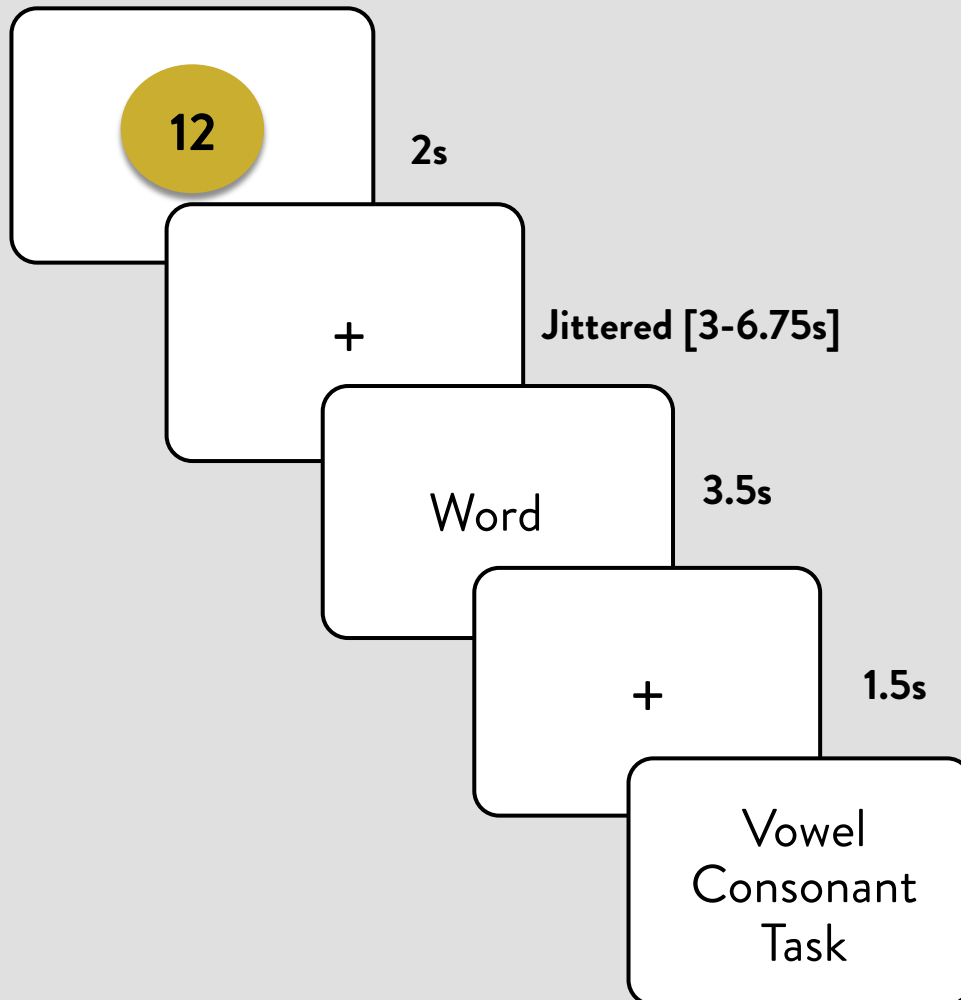 12
2s
+
Jittered [3-6.75s]
Word
3.5s
+
1.5s
Vowel
Consonant
Task